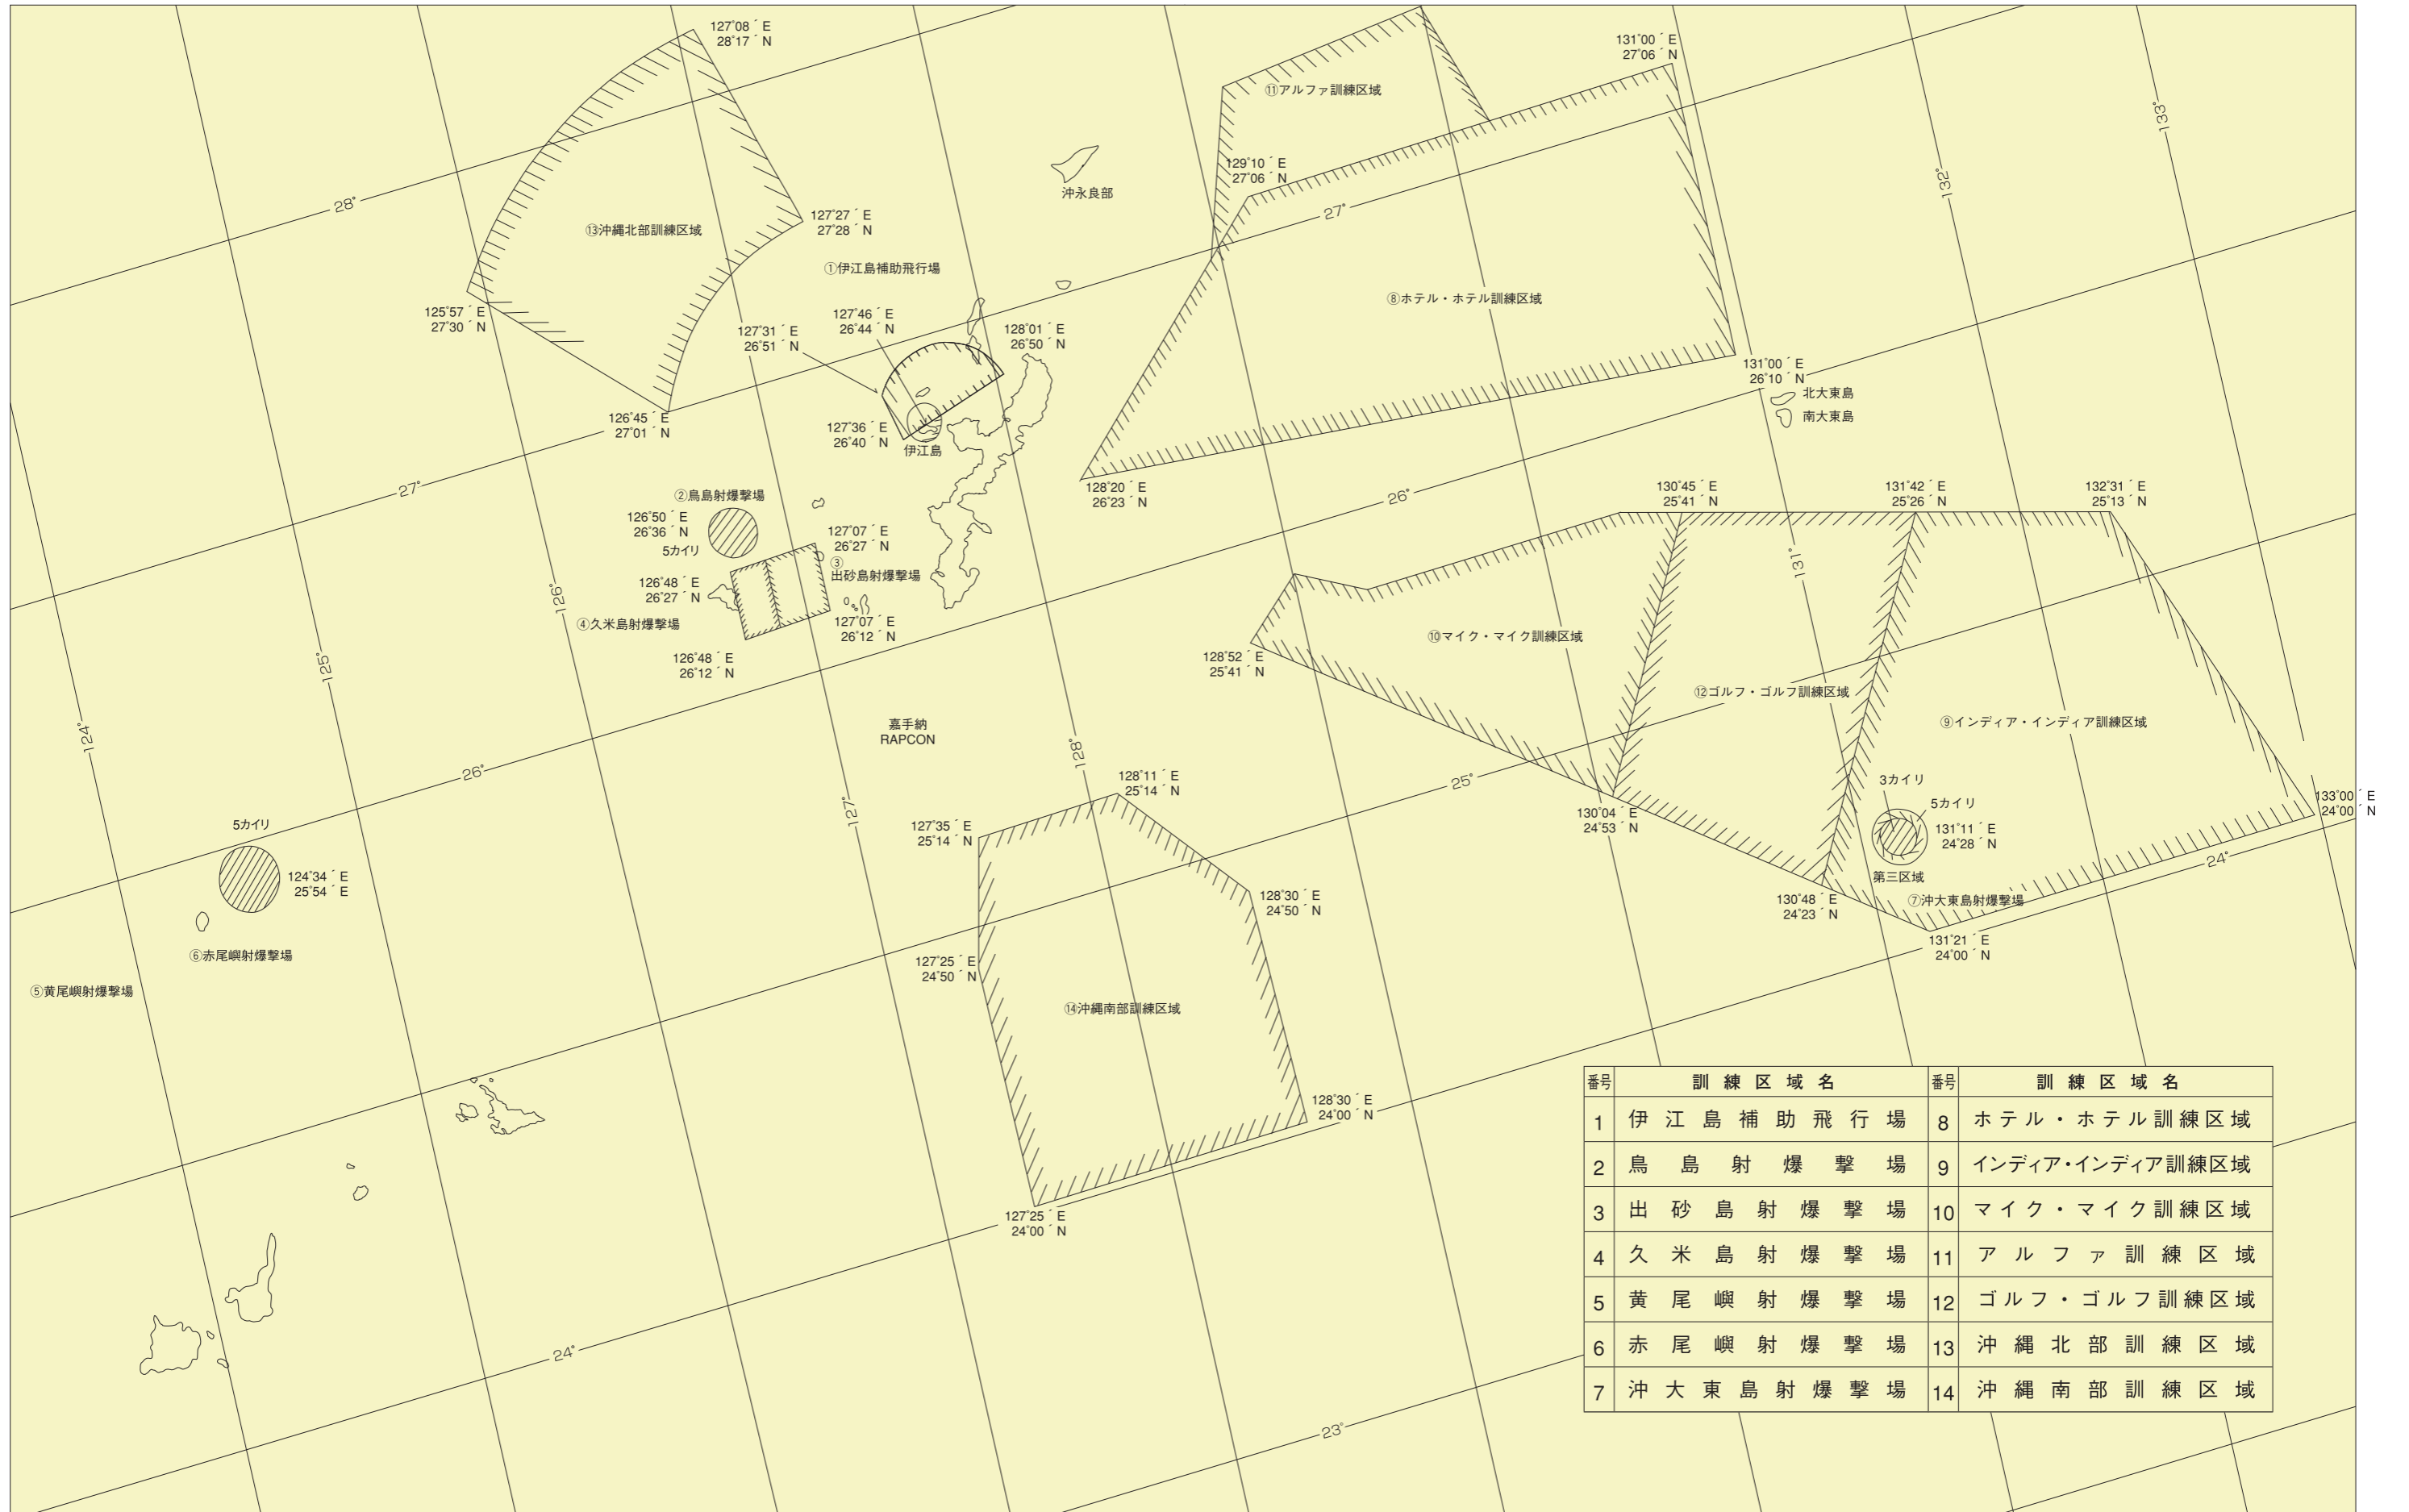 127°08´E
28°17´N
131°00´E
27°06´N
⑪アルファ訓練区域
133°
129°10´E
27°06´N
132°
沖永良部
28°
127°27´E
27°28´N
27°
⑬沖縄北部訓練区域
①伊江島補助飛行場
⑧ホテル・ホテル訓練区域
125°57´E
27°30´N
127°46´E
26°44´N
127°31´E
26°51´N
128°01´E
26°50´N
131°00´E
26°10´N
北大東島
南大東島
126°45´E
27°01´N
127°36´E
26°40´N
伊江島
27°
128°20´E
26°23´N
26°
130°45´E
25°41´N
131°42´E
25°26´N
132°31´E
25°13´N
②鳥島射爆撃場
126°50´E
26°36´N
5カイリ
127°07´E
26°27´N
③
出砂島射爆撃場
131°
126°48´E
26°27´N
126°
④久米島射爆撃場
127°07´E
26°12´N
⑩マイク・マイク訓練区域
126°48´E
26°12´N
128°52´E
25°41´N
125°
⑫ゴルフ・ゴルフ訓練区域
⑨インディア・インディア訓練区域
嘉手納
RAPCON
124°
128°
26°
128°11´E
25°14´N
25°
3カイリ
5カイリ
133°00´E
24°00´N
127°
130°04´E
24°53´N
5カイリ
127°35´E
25°14´N
131°11´E
24°28´N
24°
124°34´E
25°54´E
第三区域
128°30´E
24°50´N
130°48´E
24°23´N
⑦沖大東島射爆撃場
131°21´E
24°00´N
⑥赤尾嶼射爆撃場
127°25´E
24°50´N
⑤黄尾嶼射爆撃場
⑭沖縄南部訓練区域
128°30´E
24°00´N
127°25´E
24°00´N
24°
23°
番号 訓練区域名 番号 訓練区域名
1 伊江島補助飛行場 8 ホテル・ホテル訓練区域
2 鳥島射爆撃場 9 インディア・インディア訓練区域
3 出砂島射爆撃場 10 マイク・マイク訓練区域
4 久米島射爆撃場 11 アルファ訓練区域
5 黄尾嶼射爆撃場 12 ゴルフ・ゴルフ訓練区域
6 赤尾嶼射爆撃場 13 沖縄北部訓練区域
7 沖大東島射爆撃場 14 沖縄南部訓練区域